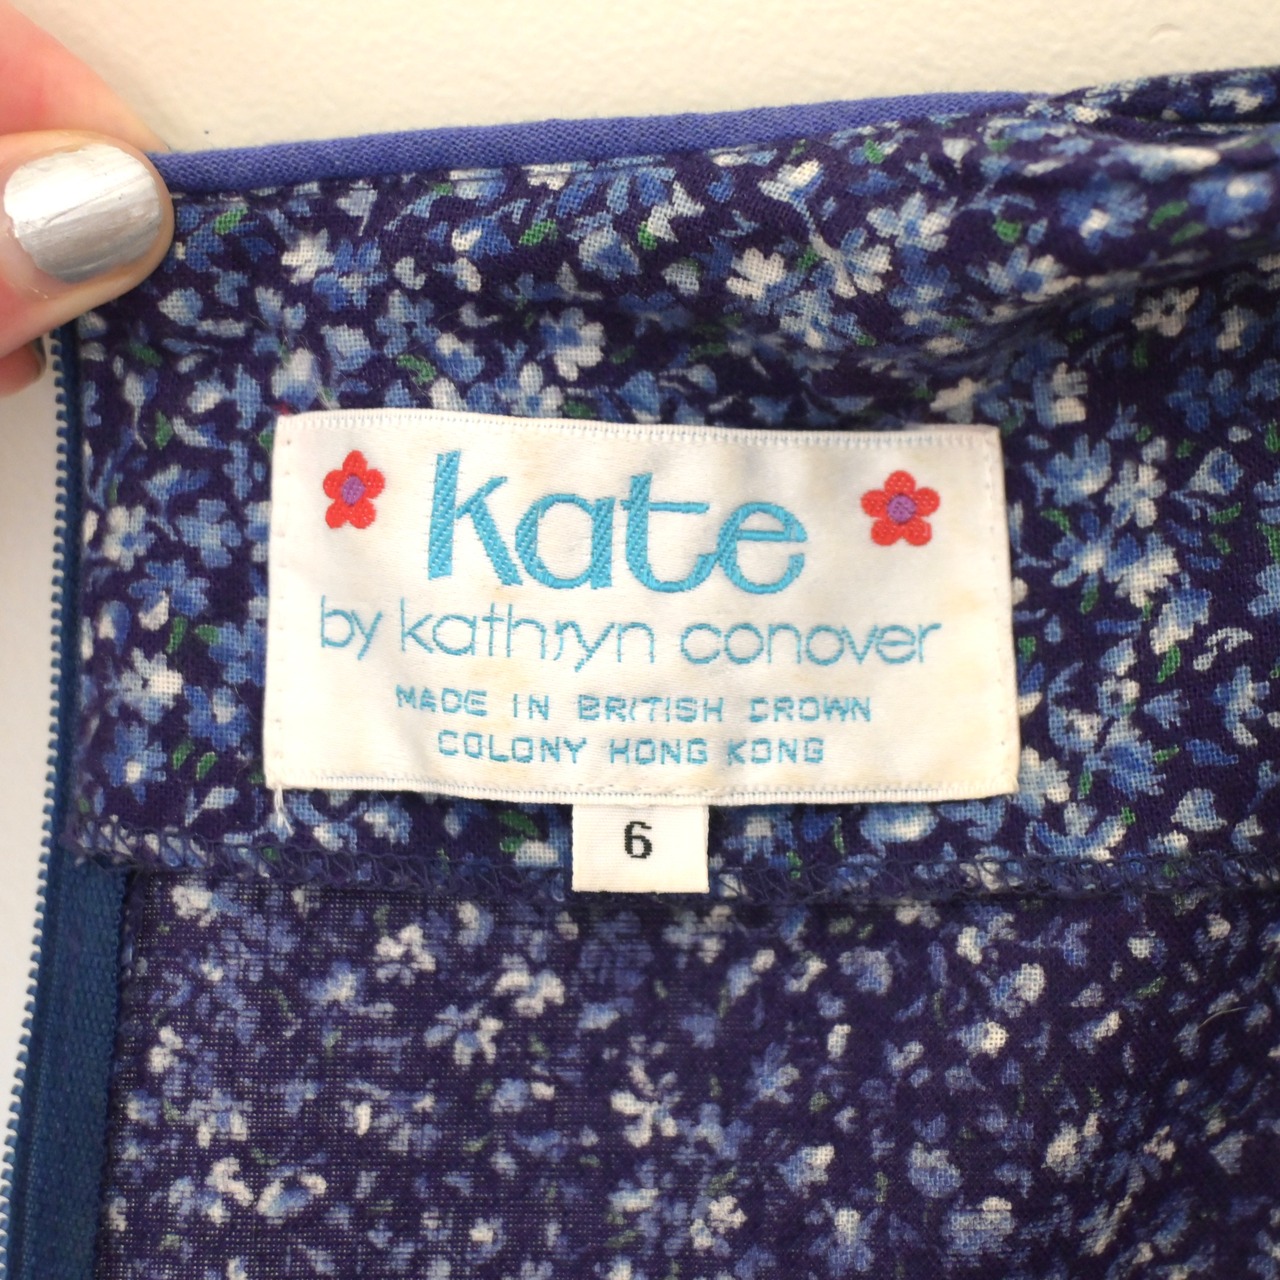 kate
by kathryn conover
MADE IN BRITISH CROWN
COLONY HONG KONG
6